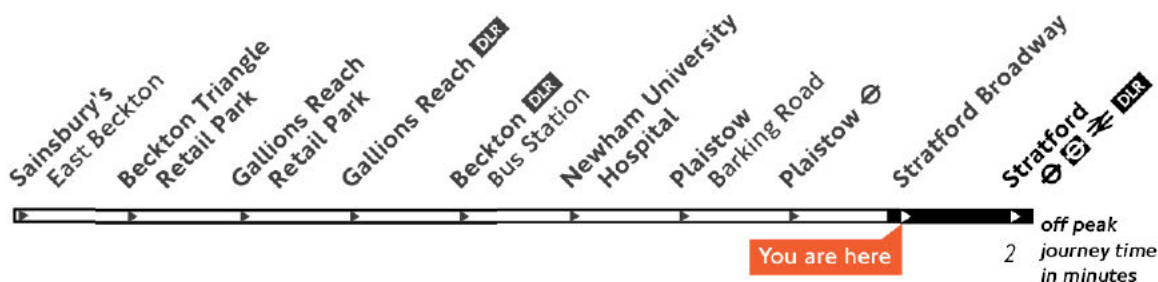 Sainsbury's
East Beckton
Beckton Triangle
Retail Park
Gallions Reach
Retail Park
Gallions Reach DLR
Beckton DLR
Bus Station
Newham University
Hospital
Plaistow
Barking Road
Plaistow
Stratford Broadway
Stratford
DLR
You are here
2
off peak
journey time
in minutes